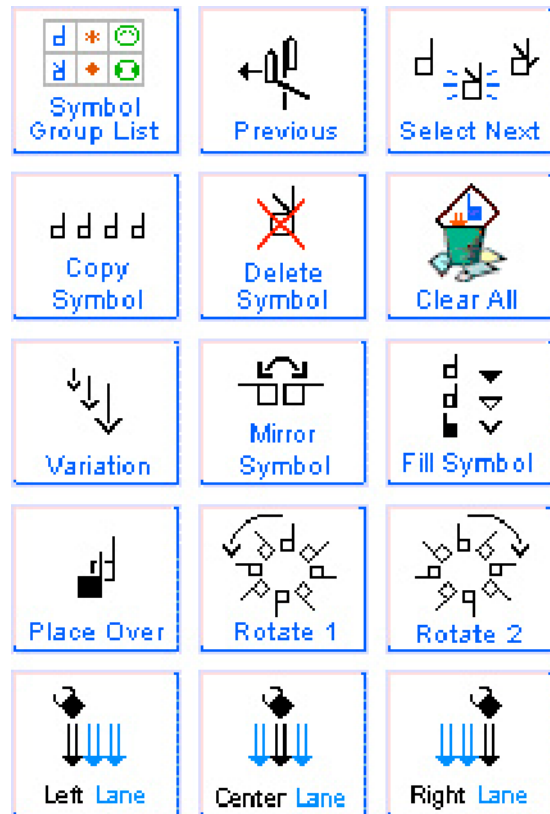 Symbol
Group List
Previous
Select Next
Copy
Symbol
Delete
Symbol
Clear All
Variation
Mirror
Symbol
Fill Symbol
Place Over
Rotate 1
Rotate 2
Left Lane
Center Lane
Right Lane